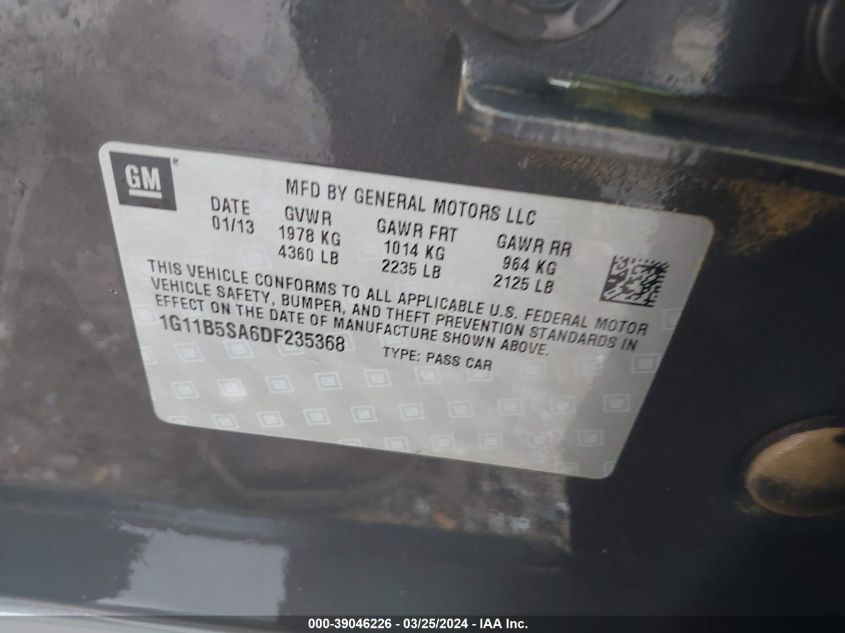 GM ®
MFD BY GENERAL MOTORS LLC
DATE GVWR GAWR FRT GAWR RR
01/13 1978 KG 1014 KG 964 KG
4360 LB 2235 LB 2125 LB
THIS VEHICLE CONFORMS TO ALL APPLICABLE U.S. FEDERAL MOTOR
VEHICLE SAFETY, BUMPER, AND THEFT PREVENTION STANDARDS IN
EFFECT ON THE DATE OF MANUFACTURE SHOWN ABOVE.
1G11B5SA6DF235368 TYPE: PASS CAR
000-39046226 - 03/25/2024 - IAA Inc.